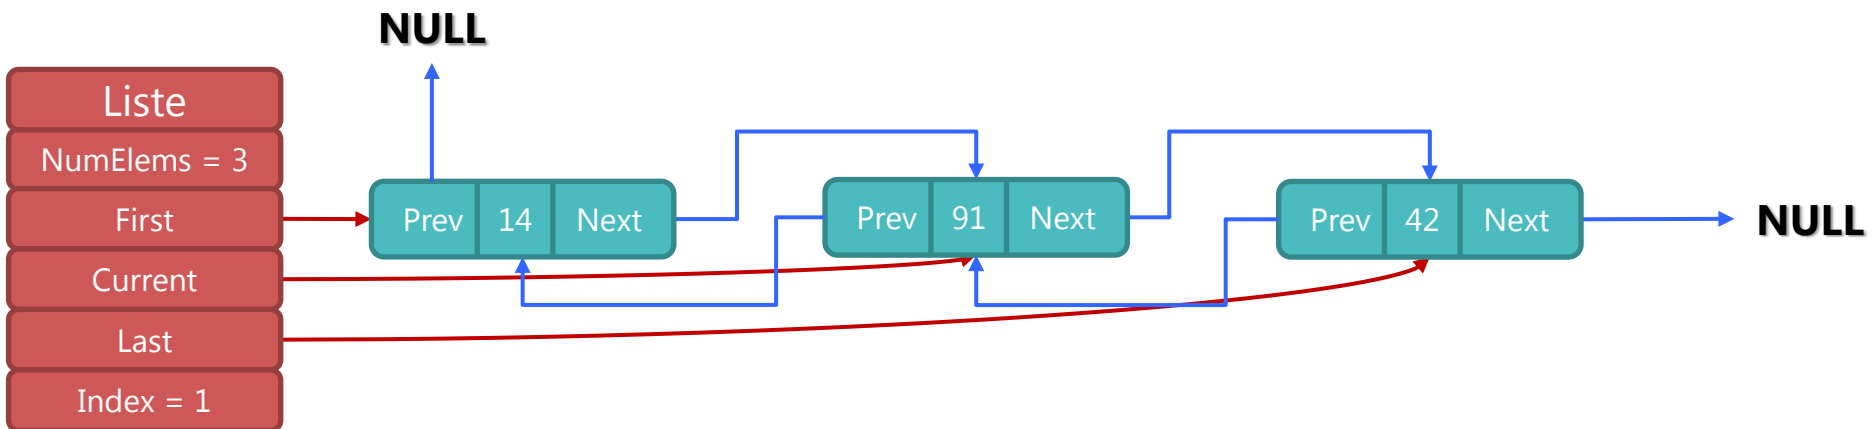 NULL
Liste
NumElems = 3
First
Current
Last
Index = 1
Prev 14 Next
Prev 91 Next
Prev 42 Next
NULL